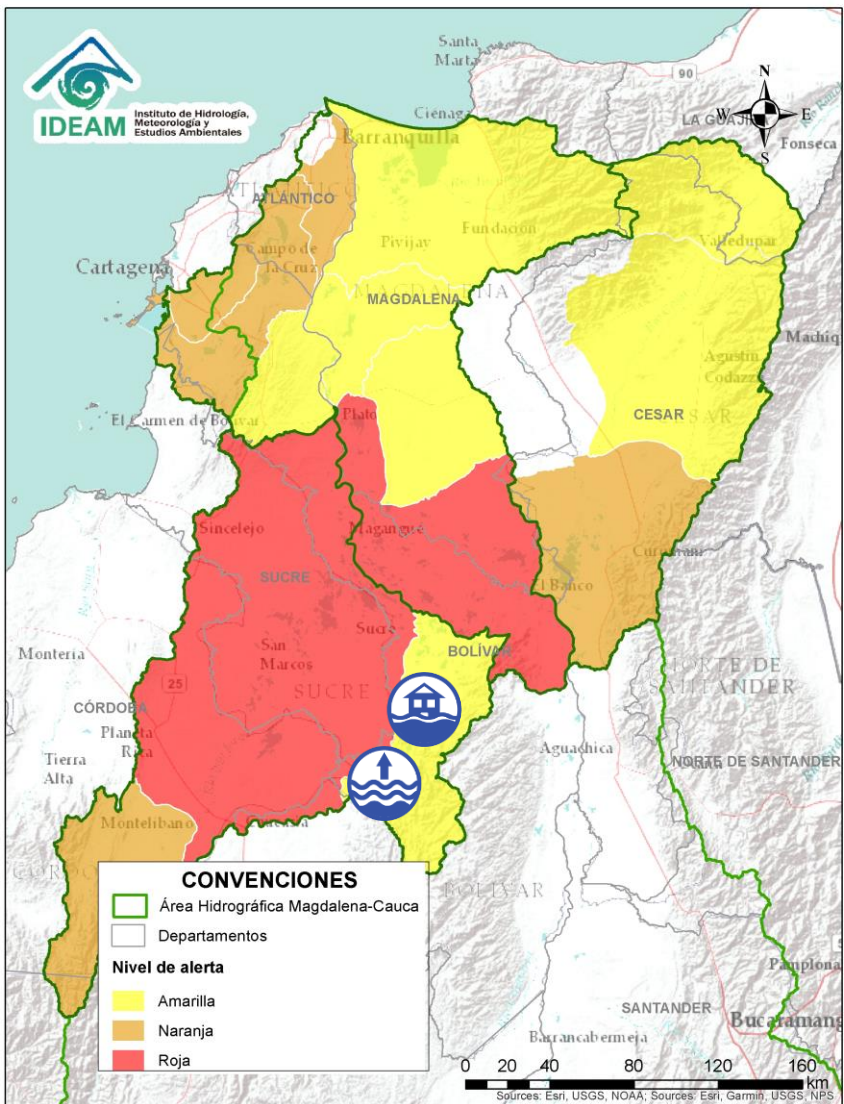 IDEAM
Instituto de Hidrología,
Meteorología y
Estudios Ambientales
Santa
Marta
90
N
W
E
S
LA GUAJI
Fonseca
Ciénaga
Barranquilla
ATLÁNTICO
Pivijay
Fundación
Valledupar
Cartagena
Campo de
la Cruz
MAGDALENA
MAGDALENA
Agustín
Codazzi
CESAR
El Carmen de Bolívar
Plato
Sincelejo
Magangué
SUCRE
El Banco
Curumaní
Sucre
San
Marcos
BOLÍVAR
Montería
25
SUCRE
CÓRDOBA
Planeta
Rica
NORTE DE
SANTANDER
Aguachica
Tierra
Alta
NORTE DE SANTANDER
Montelíbano
Caucasia
BOLÍVAR
CONVENCIONES
Área Hidrográfica Magdalena-Cauca
Departamentos
Nivel de alerta
Amarilla
Naranja
Roja
Pamplona
SANTANDER
Bucaramang
Barrancabermeja
0 20 40 80 120 160
km
Sources: Esri, USGS, NOAA; Sources: Esri, Garmin, USGS, NPS